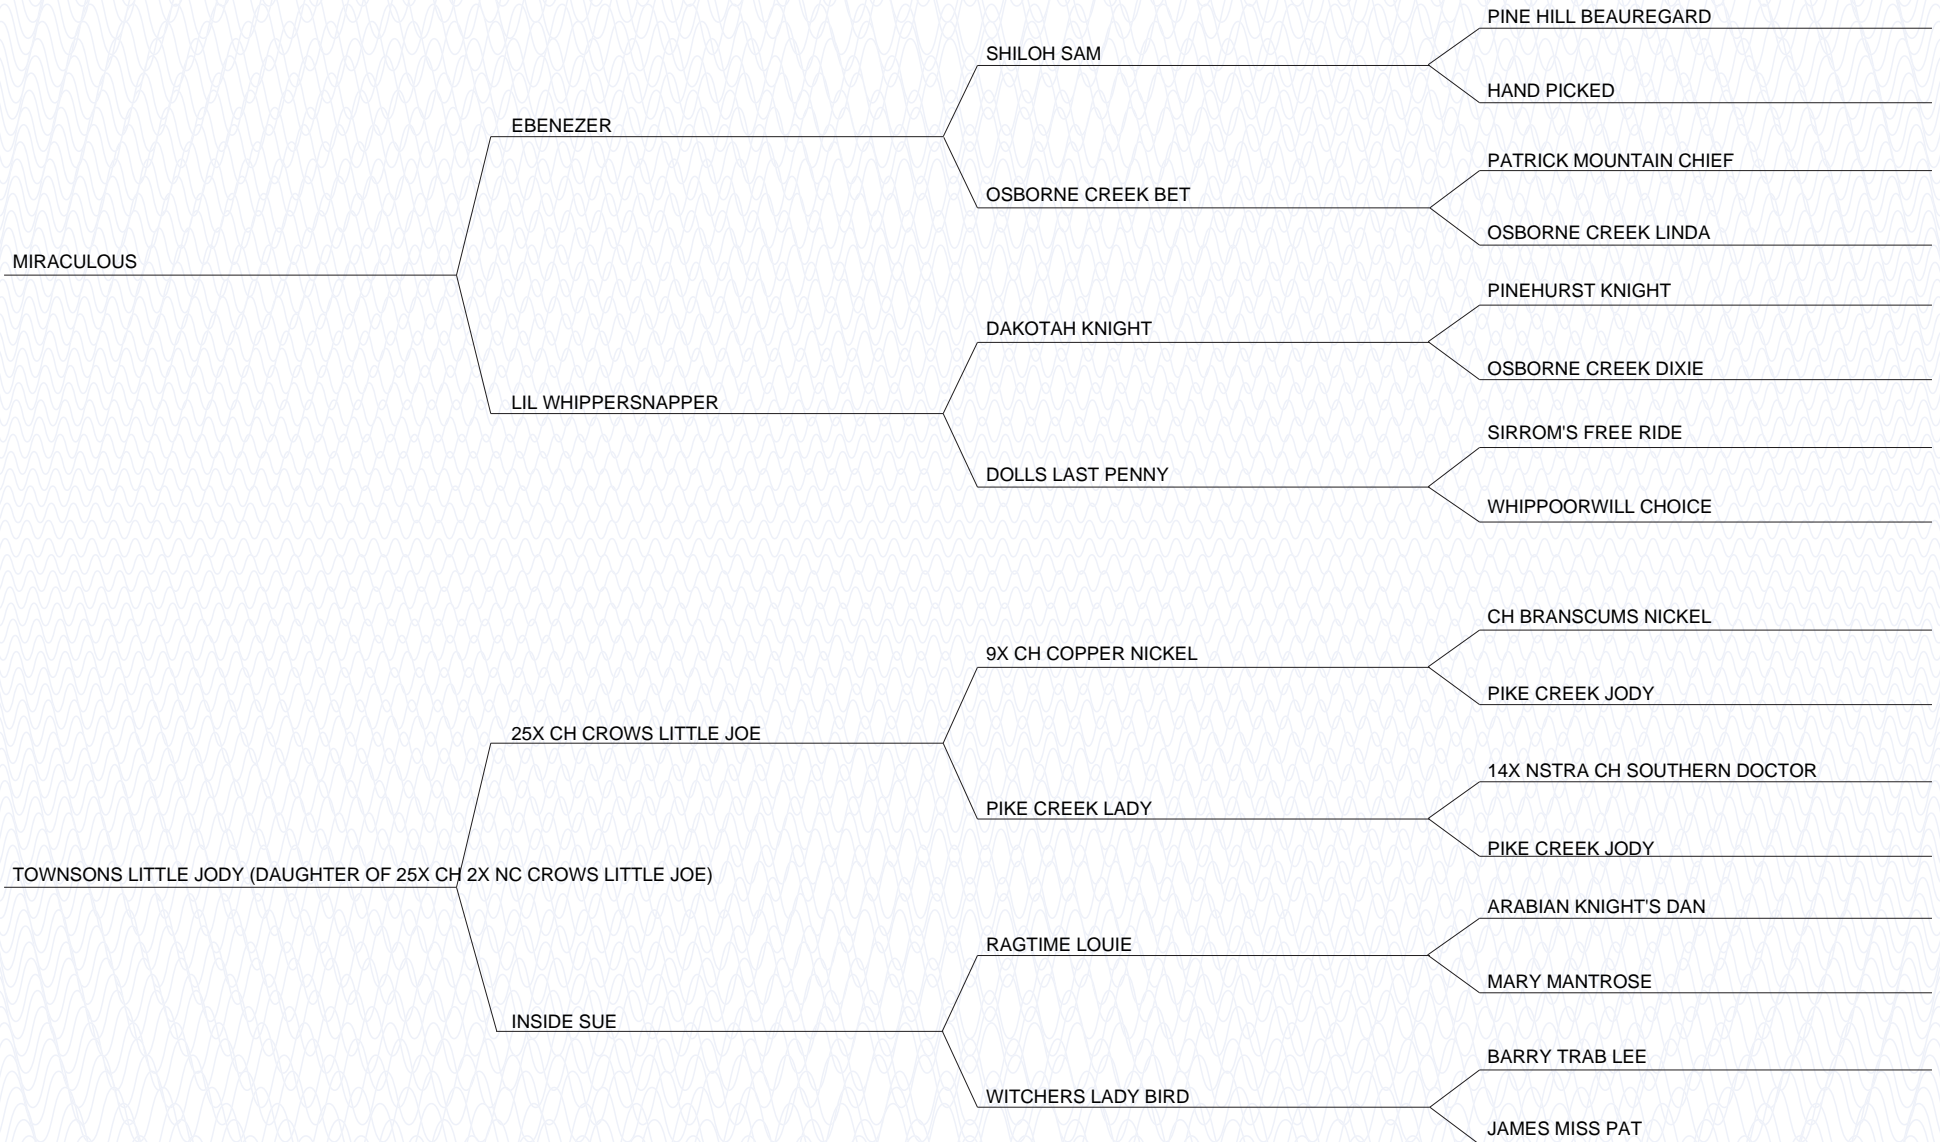 PINE HILL BEAUREGARD
SHILOH SAM
HAND PICKED
EBENEZER
PATRICK MOUNTAIN CHIEF
OSBORNE CREEK BET
OSBORNE CREEK LINDA
MIRACULOUS
PINEHURST KNIGHT
DAKOTAH KNIGHT
OSBORNE CREEK DIXIE
LIL WHIPPERSNAPPER
SIRROM'S FREE RIDE
DOLLS LAST PENNY
WHIPPOORWILL CHOICE
CH BRANSCUMS NICKEL
9X CH COPPER NICKEL
PIKE CREEK JODY
25X CH CROWS LITTLE JOE
14X NSTRA CH SOUTHERN DOCTOR
PIKE CREEK LADY
PIKE CREEK JODY
TOWNSONS LITTLE JODY (DAUGHTER OF 25X CH 2X NC CROWS LITTLE JOE)
ARABIAN KNIGHT'S DAN
RAGTIME LOUIE
MARY MANTROSE
INSIDE SUE
BARRY TRAB LEE
WITCHERS LADY BIRD
JAMES MISS PAT